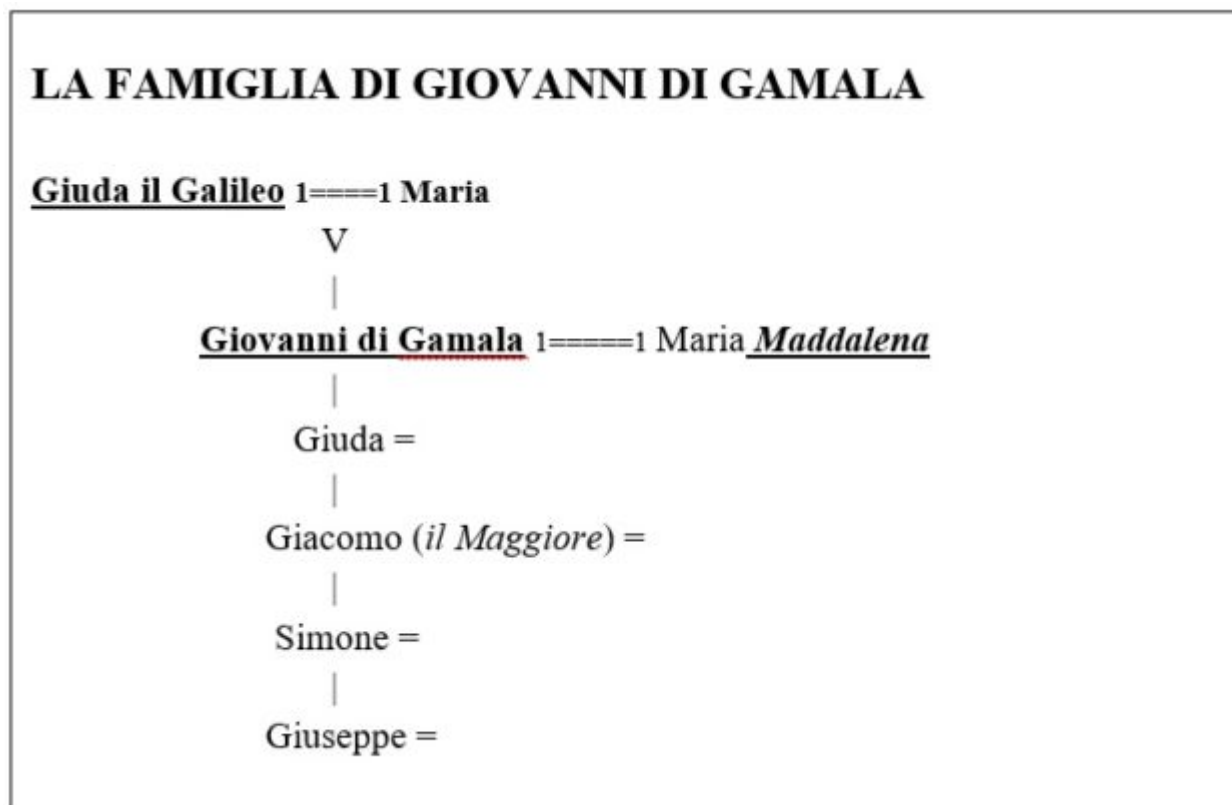 LA FAMIGLIA DI GIOVANNI DI GAMALA
Giuda il Galileo 1====1 Maria
V
|
Giovanni di Gamala 1=====1 Maria Maddalena
|
Giuda =
|
Giacomo (il Maggiore) =
|
Simone =
|
Giuseppe =